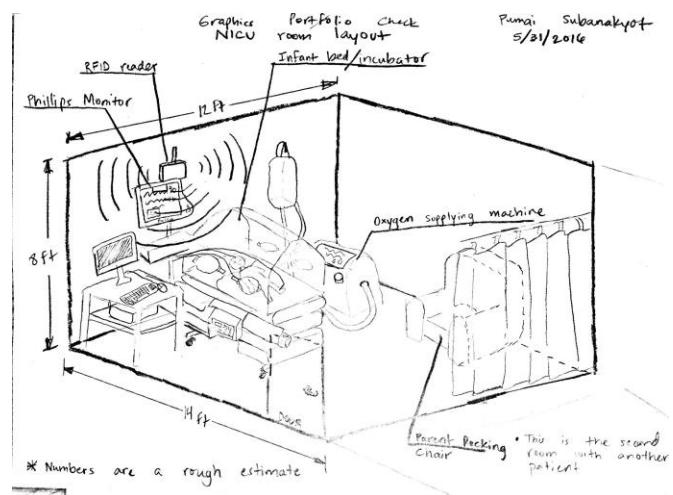 Graphics Portfolio Check
NICU room layout
Pumai Subanakyot
5/31/2016
RFID reader
Infant bed/incubator
Phillips Monitor
12 ft
8 ft
Oxygen supplying machine
14 ft
Parent Rocking
Chair
• This is the second
room with another
patient
* Numbers are a rough estimate